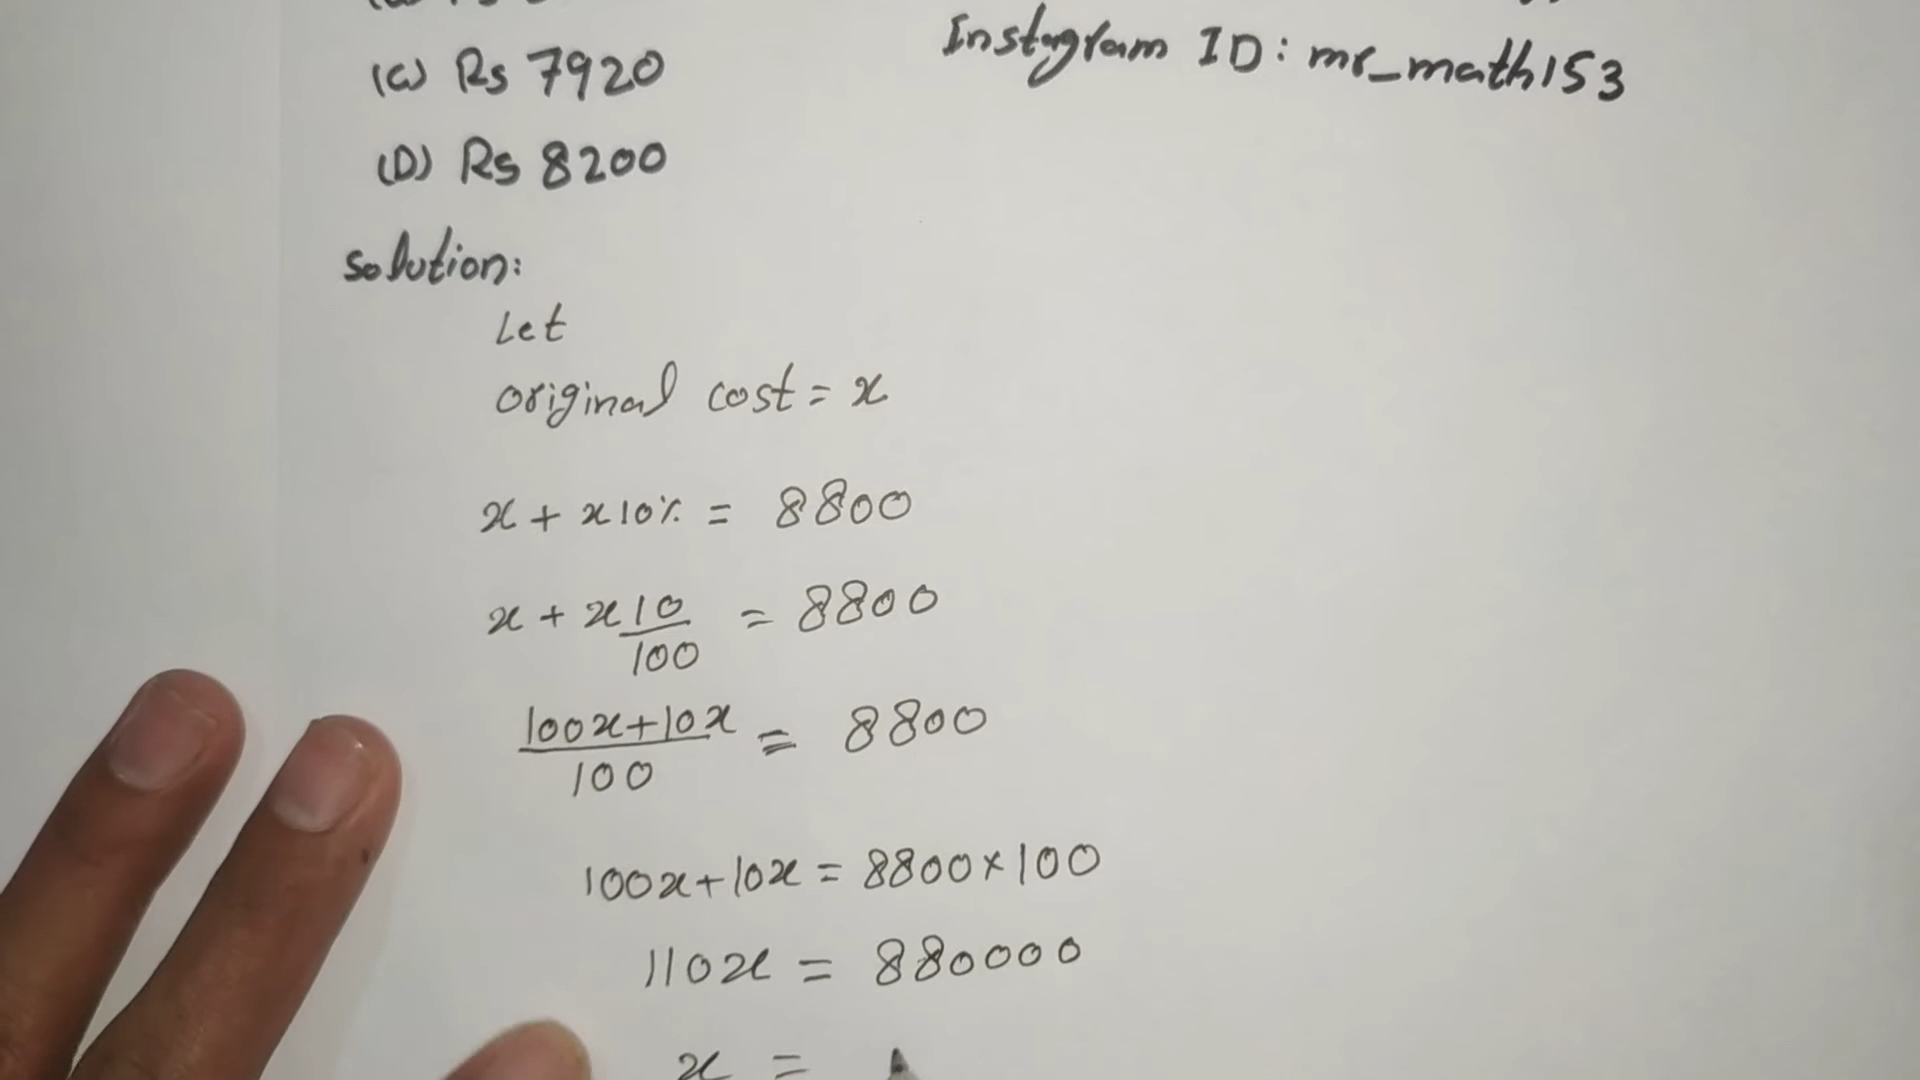 Instagram ID: mr_math153
(C) Rs 7920
(D) Rs 8200
Solution:
Let
original cost = x
x + x10% = 8800
x + x10/100 = 8800
100x+10x/100 = 8800
100x+10x = 8800×100
110x = 880000
x =